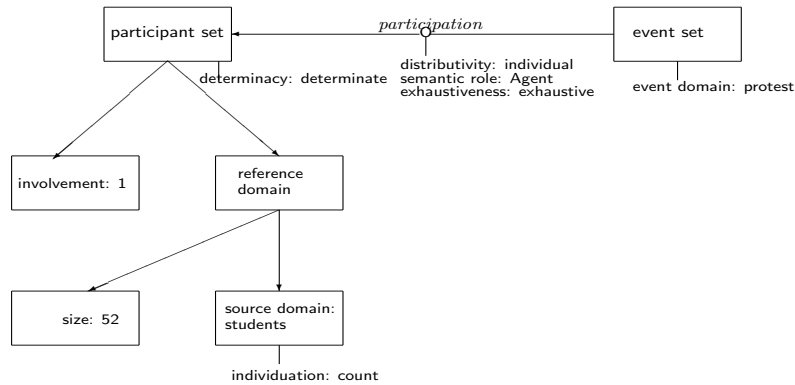 participation
participant set
event set
distributivity: individual
semantic role: Agent
exhaustiveness: exhaustive
determinacy: determinate
event domain: protest
involvement: 1
reference
domain
size: 52
source domain:
students
individuation: count